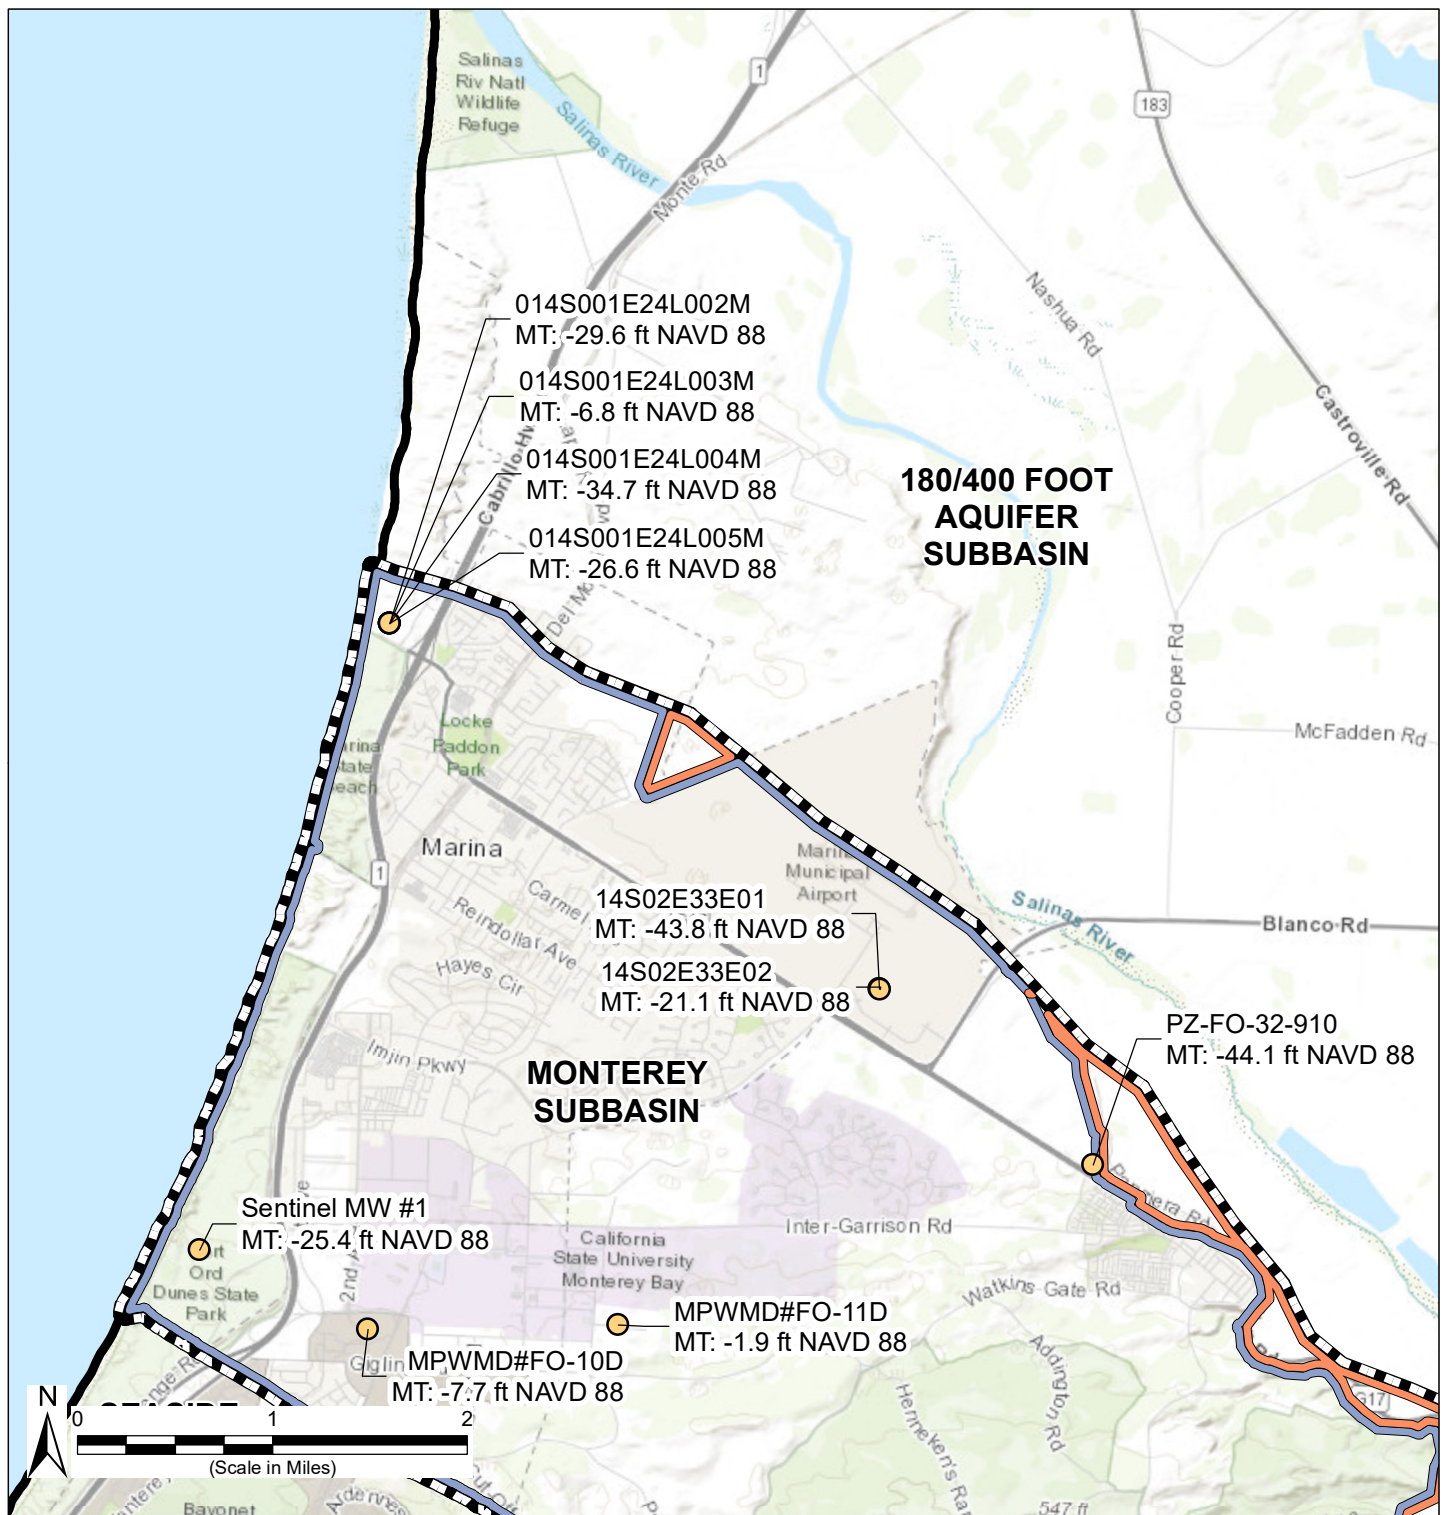 Salinas
Riv Natl
Wildlife
Refuge
Salinas River
1
Monte Rd
183
Nashua Rd
Castroville Rd
014S001E24L002M
MT: -29.6 ft NAVD 88
014S001E24L003M
MT: -6.8 ft NAVD 88
014S001E24L004M
MT: -34.7 ft NAVD 88
014S001E24L005M
MT: -26.6 ft NAVD 88
Cabrillo
180/400 FOOT
AQUIFER
SUBBASIN
Cooper Rd
McFadden Rd
Locke
Paddon
Park
Marina
1
Carmel
Reindollar Ave
Hayes Cir
Imjin Pkwy
Municipal
Airport
14S02E33E01
MT: -43.8 ft NAVD 88
14S02E33E02
MT: -21.1 ft NAVD 88
Salinas River
Blanco Rd
PZ-FO-32-910
MT: -44.1 ft NAVD 88
MONTEREY
SUBBASIN
Sentinel MW #1
MT: -25.4 ft NAVD 88
Ord
Dunes State
Park
2nd
California
State University
Monterey Bay
Inter-Garrison Rd
Watkins Gate Rd
Addington Rd
MPWMD#FO-11D
MT: -1.9 ft NAVD 88
MPWMD#FO-10D
MT: -7.7 ft NAVD 88
G17
N
0 1 2
(Scale in Miles)
Bayonet
547 ft